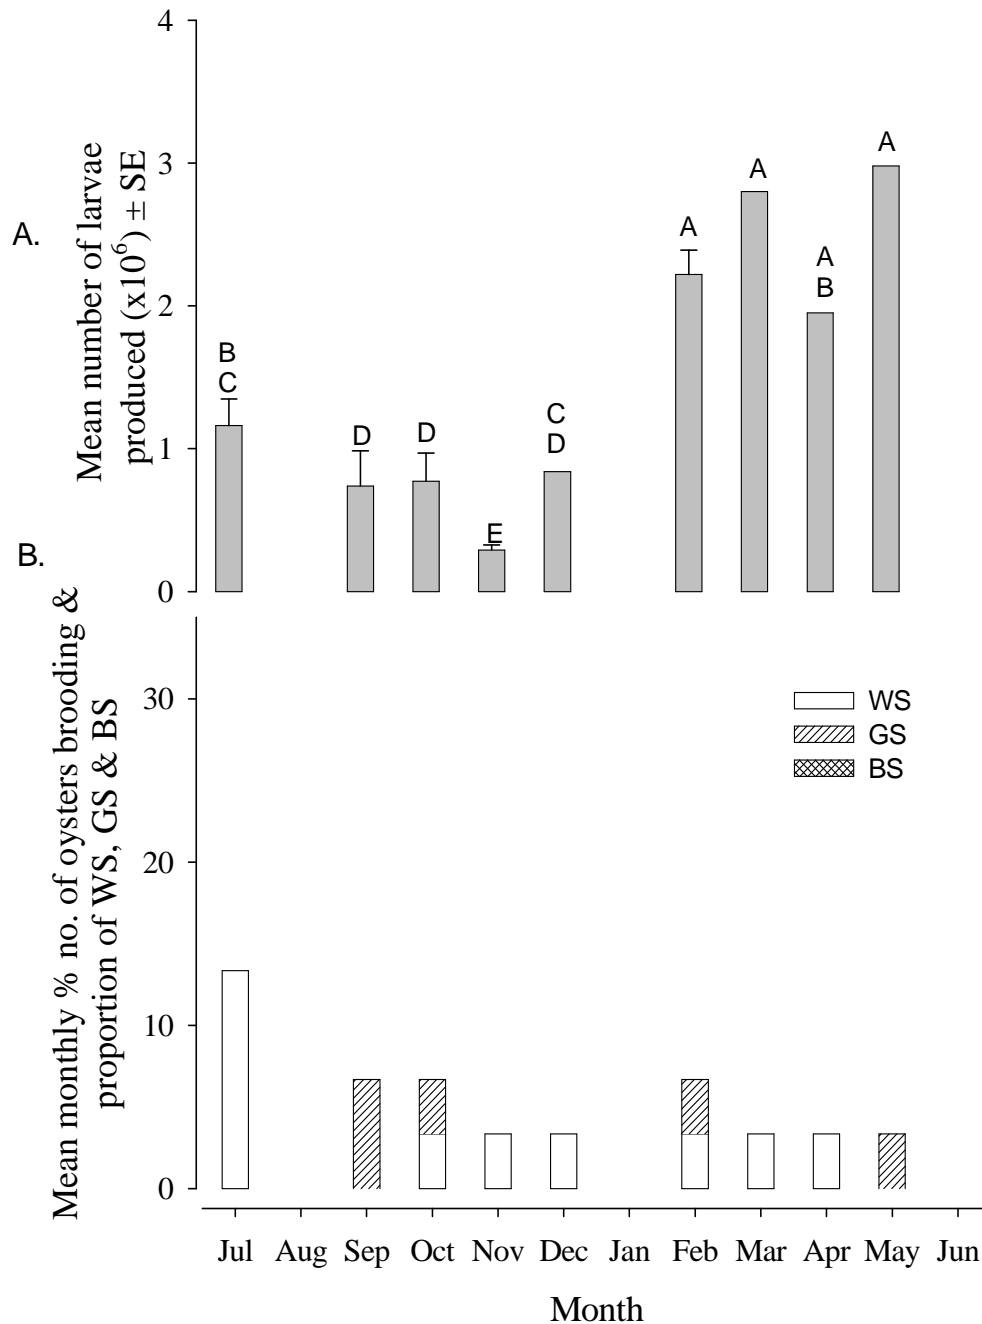 A.
Mean number of larvae
produced (x10⁶) ± SE
4
3
2
1
0
B
C
D
D
E
C
D
A
A
A
B
A
B.
Mean monthly % no. of oysters brooding &
proportion of WS, GS & BS
30
20
10
0
WS
GS
BS
Jul Aug Sep Oct Nov Dec Jan Feb Mar Apr May Jun
Month